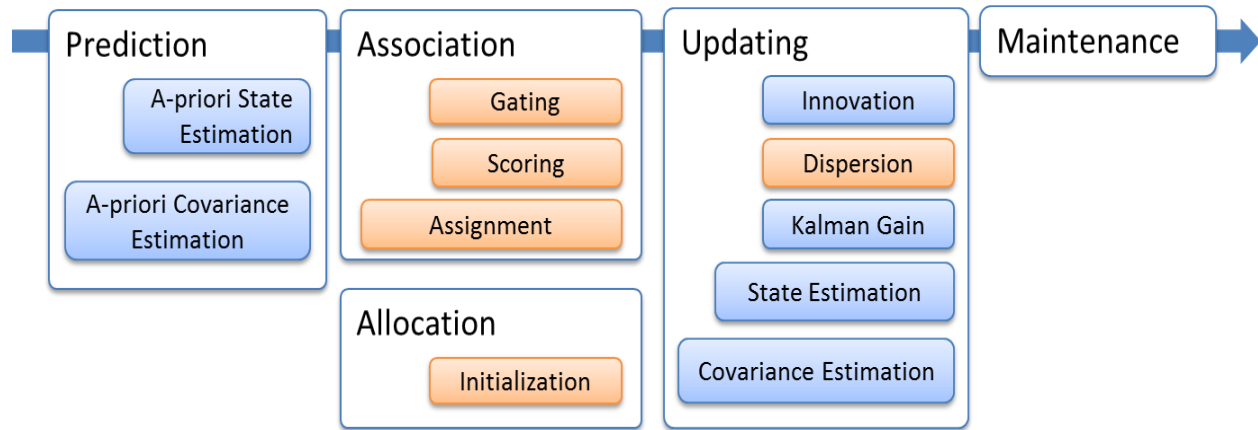 Prediction
A-priori State
Estimation
A-priori Covariance
Estimation
Association
Gating
Scoring
Assignment
Allocation
Initialization
Updating
Innovation
Dispersion
Kalman Gain
State Estimation
Covariance Estimation
Maintenance